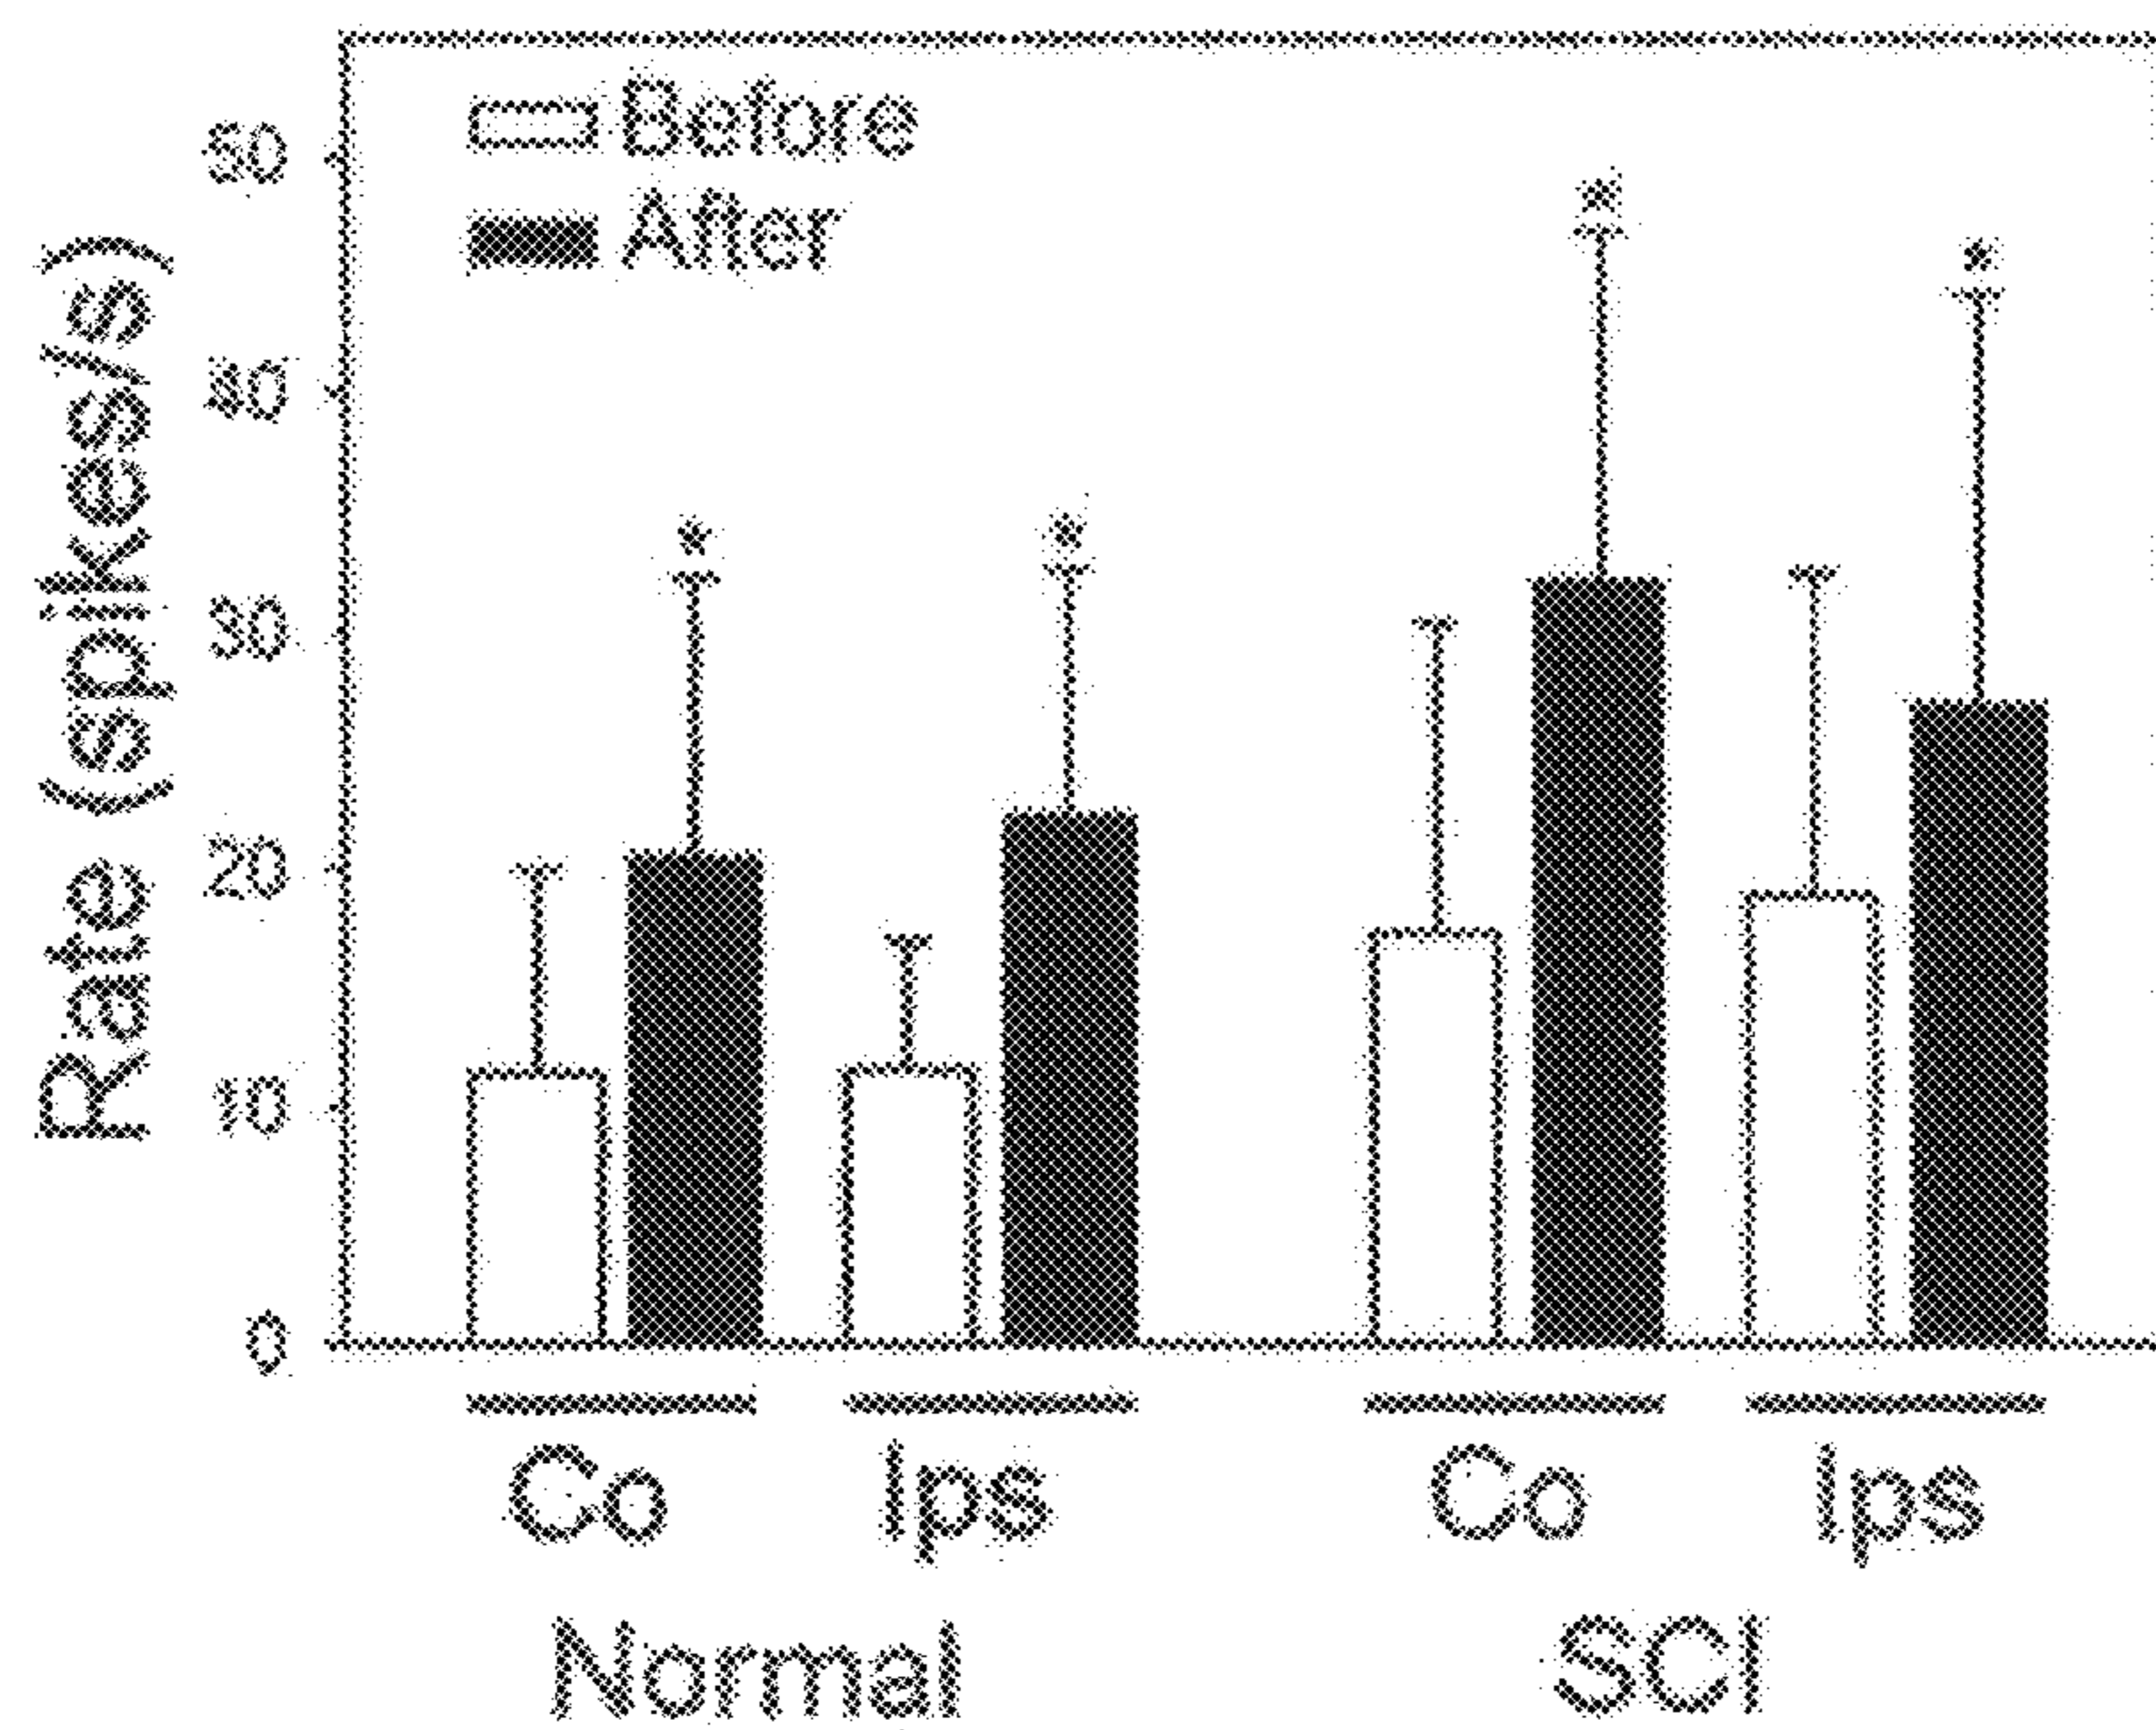 Rate (spikes/s)
50
40
30
20
10
0
Before
After
*
*
*
*
Co Ips Co Ips
Normal SCI